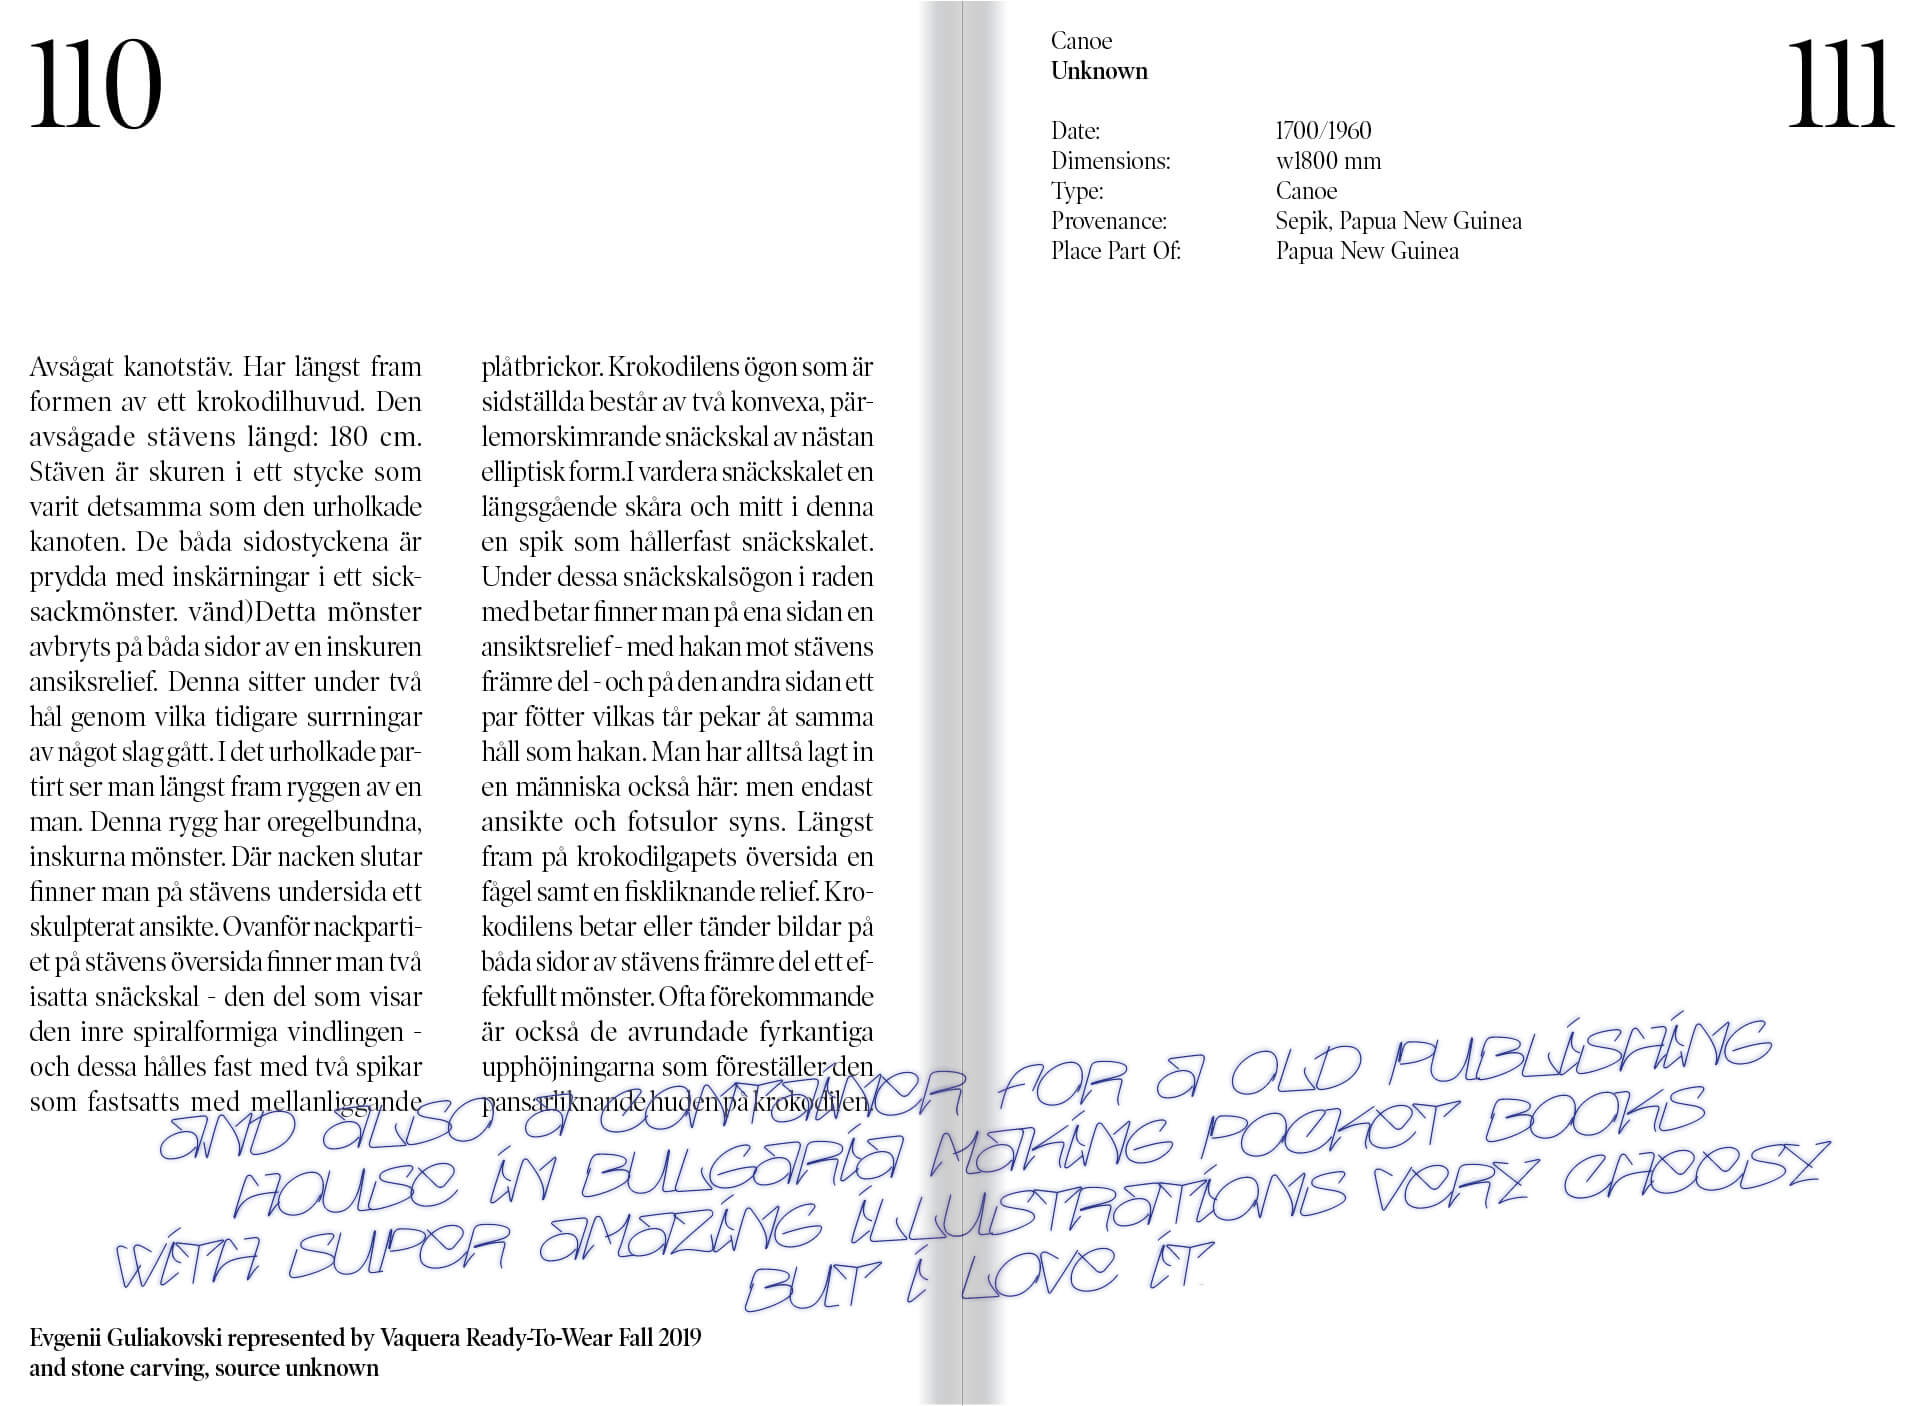 110
Avsågat kanotstäv. Har längst fram
formen av ett krokodilhuvud. Den
avsågade stävens längd: 180 cm.
Stäven är skuren i ett stycke som
varit detsamma som den urholkade
kanoten. De båda sidostyckena är
prydda med inskärningar i ett sick-
sackmönster. vänd)Detta mönster
avbryts på båda sidor av en inskuren
ansiksrelief. Denna sitter under två
hål genom vilka tidigare surrningar
av något slag gått. I det urholkade par-
tirt ser man längst fram ryggen av en
man. Denna rygg har oregelbundna,
inskurna mönster. Där nacken slutar
finner man på stävens undersida ett
skulpterat ansikte. Ovanför nackparti-
et på stävens översida finner man två
isatta snäckskal - den del som visar
den inre spiralformiga vindlingen -
och dessa hålles fast med två spikar
som fastsatts med mellanliggande
plåtbrickor. Krokodilens ögon som är
sidställda består av två konvexa, pär-
lemorskimrande snäckskal av nästan
elliptisk form.I vardera snäckskalet en
längsgående skåra och mitt i denna
en spik som hållerfast snäckskalet.
Under dessa snäckskalsögon i raden
med betar finner man på ena sidan en
ansiktsrelief - med hakan mot stävens
främre del - och på den andra sidan ett
par fötter vilkas tår pekar åt samma
håll som hakan. Man har alltså lagt in
en människa också här: men endast
ansikte och fotsulor syns. Längst
fram på krokodilgapets översida en
fågel samt en fiskliknande relief. Kro-
kodilens betar eller tänder bildar på
båda sidor av stävens främre del ett ef-
fekfullt mönster. Ofta förekommande
är också de avrundade fyrkantiga
upphöjningarna som föreställer den
pansarliknande huden på krokodilen.
Canoe
Unknown
111
Date: 1700/1960
Dimensions: w1800 mm
Type: Canoe
Provenance: Sepik, Papua New Guinea
Place Part Of: Papua New Guinea
AND ALSO A CONTAINER FOR A OLD PUBLISHING
HOUSE IN BULGARIA MAKING POCKET BOOKS
WITH SUPER AMAZING ILLUSTRATIONS VERY CHEESY
BUT I LOVE IT.
Evgenii Guliakovski represented by Vaquera Ready-To-Wear Fall 2019
and stone carving, source unknown